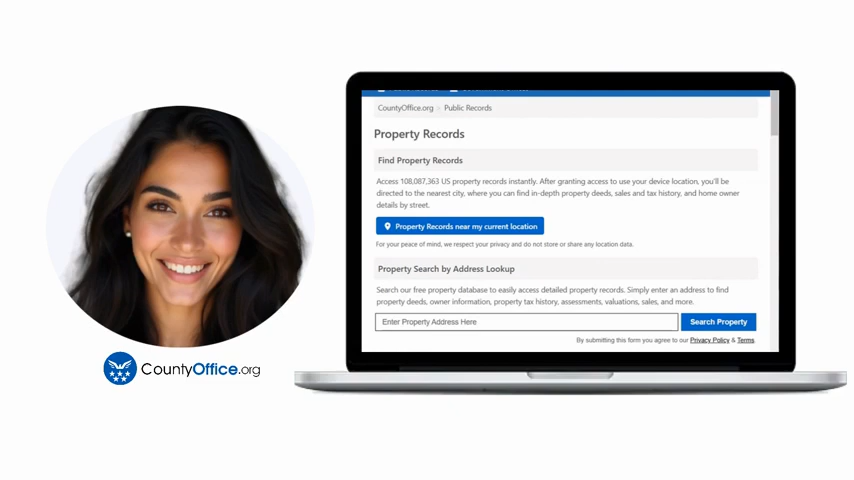 CountyOffice.org > Public Records
Property Records
Find Property Records
Access 108,087,363 US property records instantly. After granting access to use your device location, you'll be
directed to the nearest city, where you can find in-depth property deeds, sales and tax history, and home owner
details by street.
Property Records near my current location
For your peace of mind, we respect your privacy and do not store or share any location data.
Property Search by Address Lookup
Search our free property database to easily access detailed property records. Simply enter an address to find
property deeds, owner information, property tax history, assessments, valuations, sales, and more.
Enter Property Address Here
Search Property
By submitting this form you agree to our Privacy Policy & Terms
CountyOffice.org